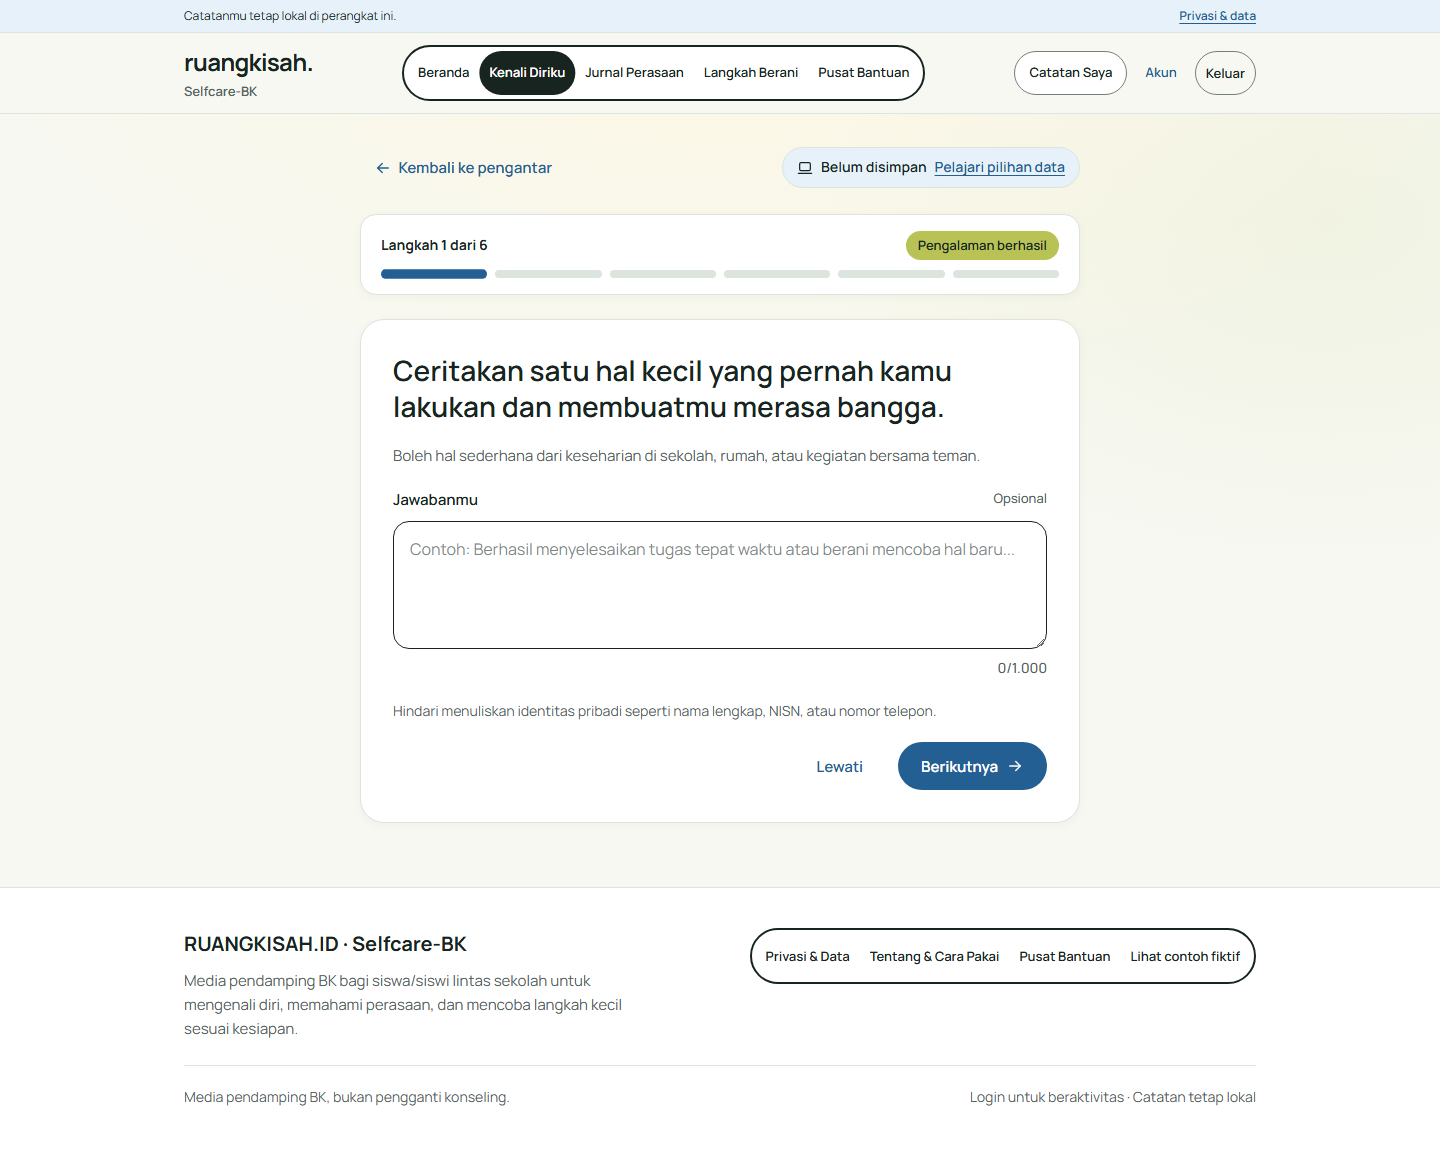 Catatanmu tetap lokal di perangkat ini.
Privasi & data
ruangkisah.
Selfcare-BK
Beranda
Kenali Diriku
Jurnal Perasaan
Langkah Berani
Pusat Bantuan
Catatan Saya
Akun
Keluar
Kembali ke pengantar
Belum disimpan
Pelajari pilihan data
Langkah 1 dari 6
Pengalaman berhasil
Ceritakan satu hal kecil yang pernah kamu
lakukan dan membuatmu merasa bangga.
Boleh hal sederhana dari keseharian di sekolah, rumah, atau kegiatan bersama teman.
Jawabanmu
Opsional
Contoh: Berhasil menyelesaikan tugas tepat waktu atau berani mencoba hal baru...
0/1.000
Hindari menuliskan identitas pribadi seperti nama lengkap, NISN, atau nomor telepon.
Lewati
Berikutnya
RUANGKISAH.ID · Selfcare-BK
Media pendamping BK bagi siswa/siswi lintas sekolah untuk
mengenali diri, memahami perasaan, dan mencoba langkah kecil
sesuai kesiapan.
Privasi & Data
Tentang & Cara Pakai
Pusat Bantuan
Lihat contoh fiktif
Media pendamping BK, bukan pengganti konseling.
Login untuk beraktivitas · Catatan tetap lokal